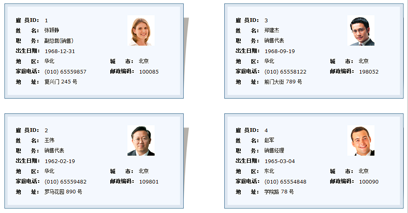 雇 员ID: 1
姓 名: 张颖
职 务: 副总裁(销售)
出生日期: 1968-12-31
地 区: 华北 城 市: 北京
家庭电话: (010) 65559857 邮政编码: 100085
地 址: 复兴门 245 号
雇 员ID: 3
姓 名: 郑建杰
职 务: 销售代表
出生日期: 1968-09-19
地 区: 华北 城 市: 北京
家庭电话: (010) 65558122 邮政编码: 198052
地 址: 前门大街 789 号
雇 员ID: 2
姓 名: 王伟
职 务: 销售代表
出生日期: 1962-02-19
地 区: 华北 城 市: 北京
家庭电话: (010) 65559482 邮政编码: 109801
地 址: 罗马花园 890 号
雇 员ID: 4
姓 名: 赵军
职 务: 销售经理
出生日期: 1965-03-04
地 区: 东北 城 市: 北京
家庭电话: (010) 65554848 邮政编码: 100090
地 址: 学院路 78 号